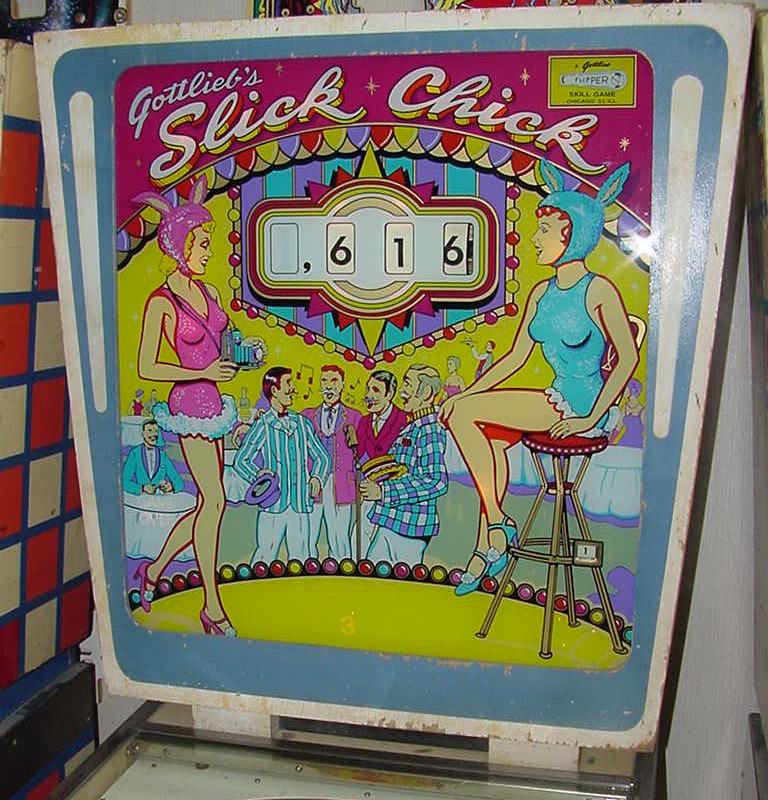 Gottlieb's
Slick Chick
a Gottlieb
FLIPPER
SKILL GAME
CHICAGO 51, ILL.
,616
1
3